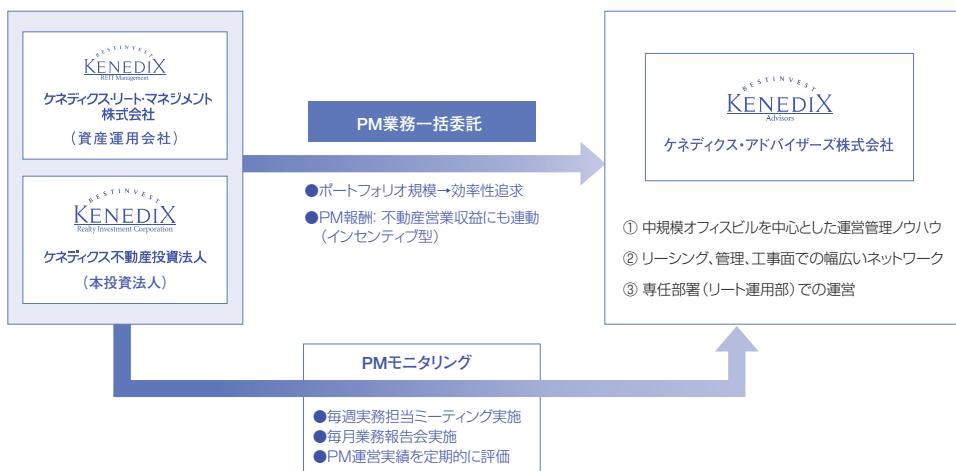 BESTINVEST
KENEDIX
REIT Management
ケネディクス・リート・マネジメント
株式会社
(資産運用会社)
BESTINVEST
KENEDIX
Realty Investment Corporation
ケネディクス不動産投資法人
(本投資法人)
PM業務一括委託
●ポートフォリオ規模→効率性追求
●PM報酬: 不動産営業収益にも連動
(インセンティブ型)
BESTINVEST
KENEDIX
Advisors
ケネディクス・アドバイザーズ株式会社
① 中規模オフィスビルを中心とした運営管理ノウハウ
② リーシング、管理、工事面での幅広いネットワーク
③ 専任部署(リート運用部)での運営
PMモニタリング
●毎週実務担当ミーティング実施
●毎月業務報告会実施
●PM運営実績を定期的に評価